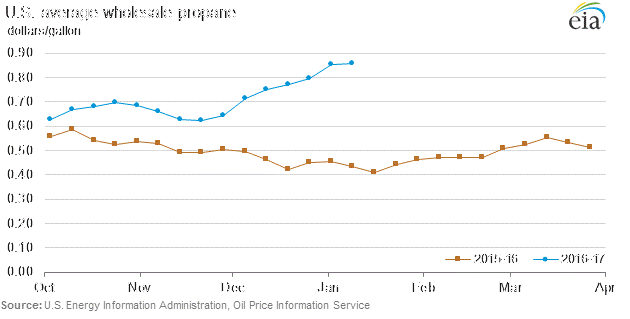 U.S. average wholesale propane
dollars/gallon
eia
0.90
0.80
0.70
0.60
0.50
0.40
0.30
0.20
0.10
0.00
Oct Nov Dec Jan Feb Mar Apr
2015-16 2016-17
Source: U.S. Energy Information Administration, Oil Price Information Service